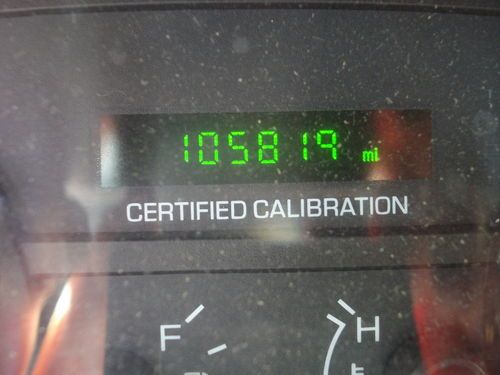 105819 mi
CERTIFIED CALIBRATION
F H